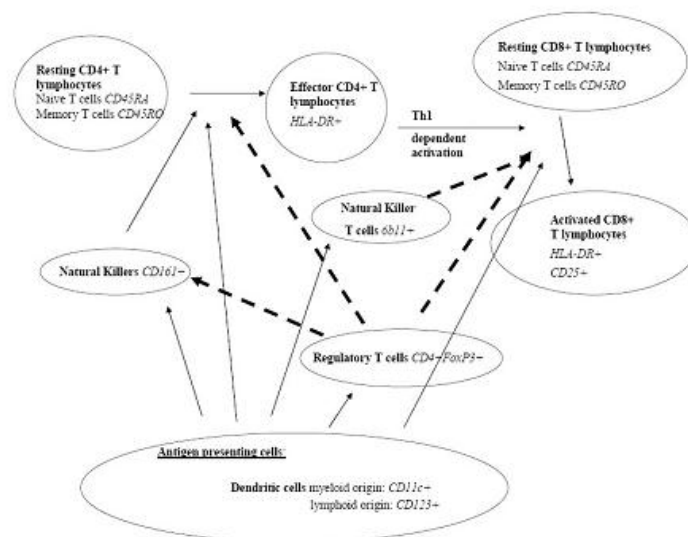 Resting CD4+ T
lymphocytes
Naive T cells CD45RA
Memory T cells CD45RO
Effector CD4+ T
lymphocytes
HLA-DR+
Resting CD8+ T lymphocytes
Naive T cells CD45RA
Memory T cells CD45RO
Th1
dependent
activation
Natural Killer
T cells 6b11+
Activated CD8+
T lymphocytes
HLA-DR+
CD25+
Natural Killers CD161+
Regulatory T cells CD4+FoxP3+
Antigen presenting cells:
Dendritic cells myeloid origin: CD11c+
lymphoid origin: CD123+